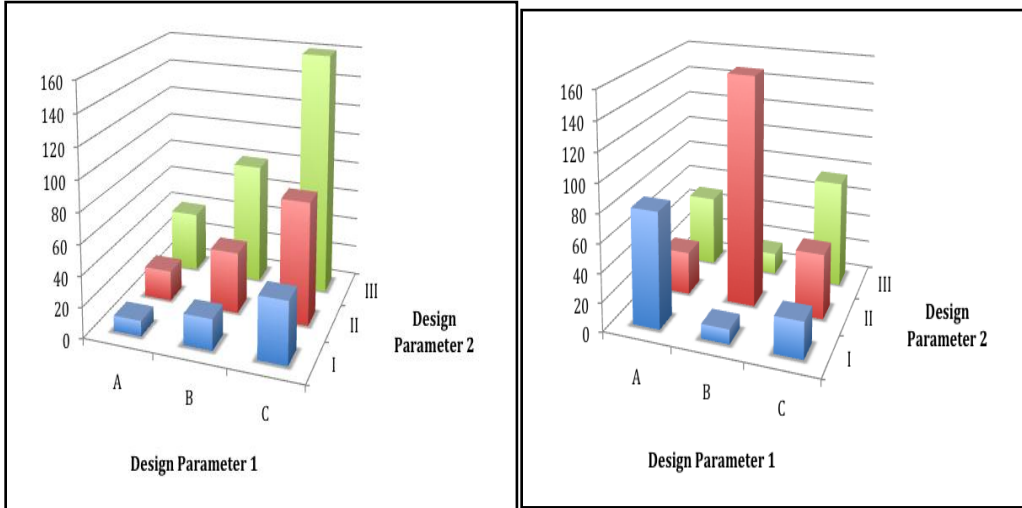 160
140
120
100
80
60
40
20
0
A
B
C
I
II
III
Design
Parameter 2
Design Parameter 1
160
140
120
100
80
60
40
20
0
A
B
C
I
II
III
Design
Parameter 2
Design Parameter 1